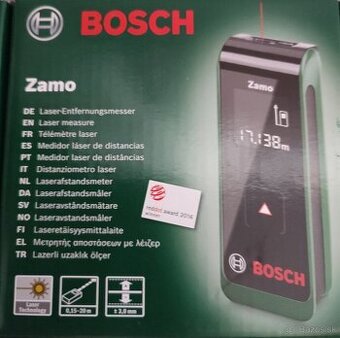 BOSCH
Zamo
DE Laser-Entfernungsmesser
EN Laser measure
FR Télémètre laser
ES Medidor láser de distancias
PT Medidor laser de distâncias
IT Distanziometro laser
NL Laserafstandsmeter
DA Laserafstandsmåler
SV Laseravståndsmätare
NO Laseravstandsmåler
FI Laseretäisyysmittalaite
EL Μετρητής αποστάσεων με λέιζερ
TR Lazerli uzaklık ölçer
reddot award 2014
winner
Laser
Technology
0,15-20 m
± 3,0 mm
Zamo
17.138m
BOSCH